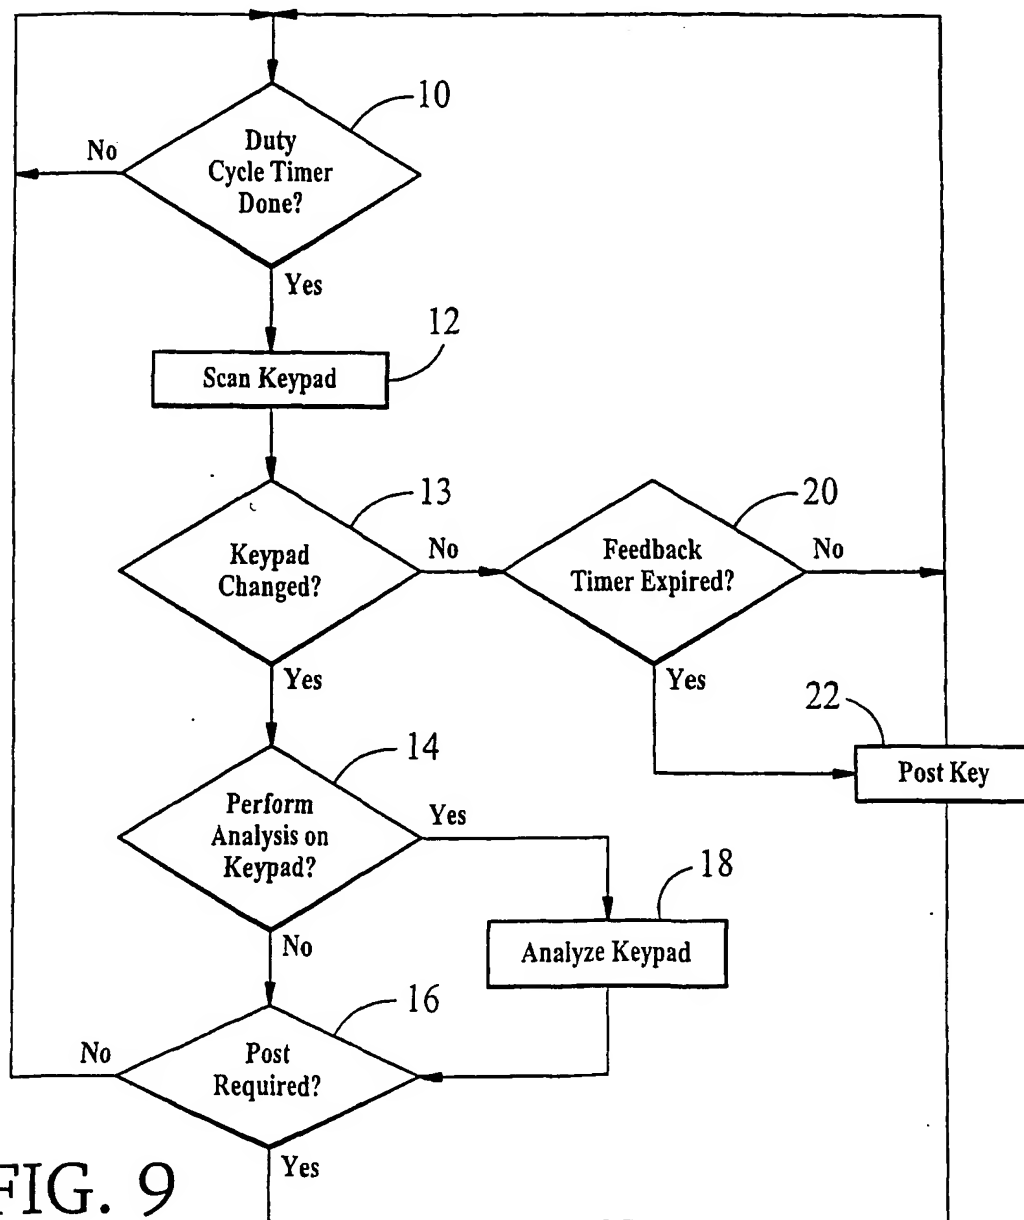 10
Duty
Cycle Timer
Done?
No
Yes
12
Scan Keypad
13
Keypad
Changed?
No
Yes
20
Feedback
Timer Expired?
No
Yes
22
Post Key
14
Perform
Analysis on
Keypad?
Yes
No
18
Analyze Keypad
16
Post
Required?
No
Yes
FIG. 9